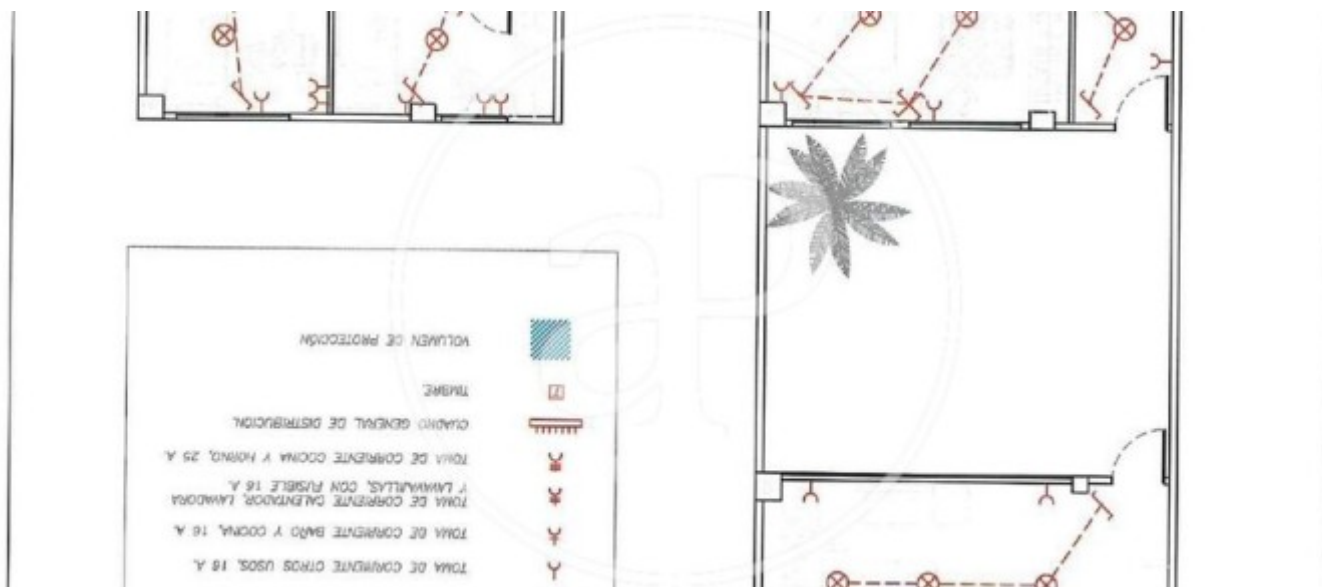 TOMA DE CORRIENTE OTROS USOS, 16 A.
TOMA DE CORRIENTE BAÑO Y COCINA, 16 A.
TOMA DE CORRIENTE CALENTADOR, LAVADORA
Y LAVAVAJILLAS, CON FUSIBLE 16 A.
TOMA DE CORRIENTE COCINA Y HORNO, 25 A.
CUADRO GENERAL DE DISTRIBUCION.
TIMBRE.
VOLUMEN DE PROTECCIÓN